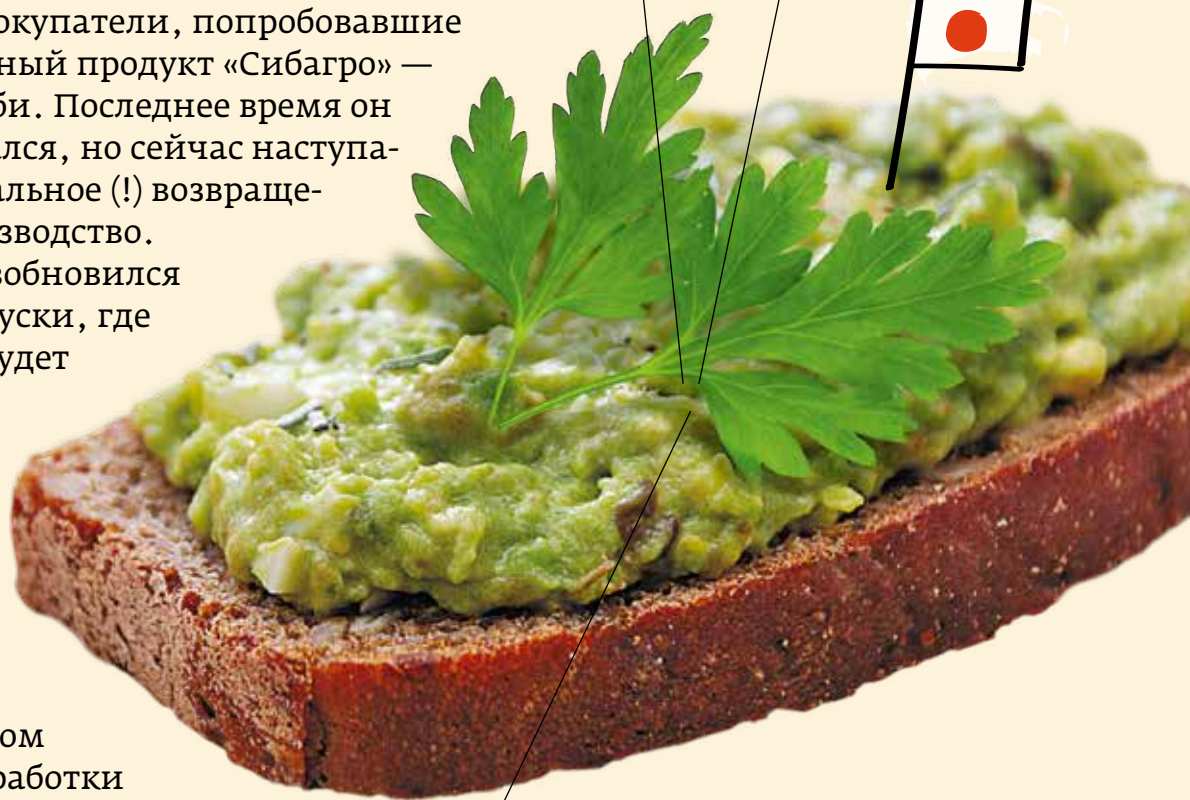 окупатели, попробовавшие
ный продукт «Сибагро» —
би. Последнее время он
лся, но сейчас наступа-
альное (!) возвраще-
зводство.
зобновился
уски, где
удет
ом
работки